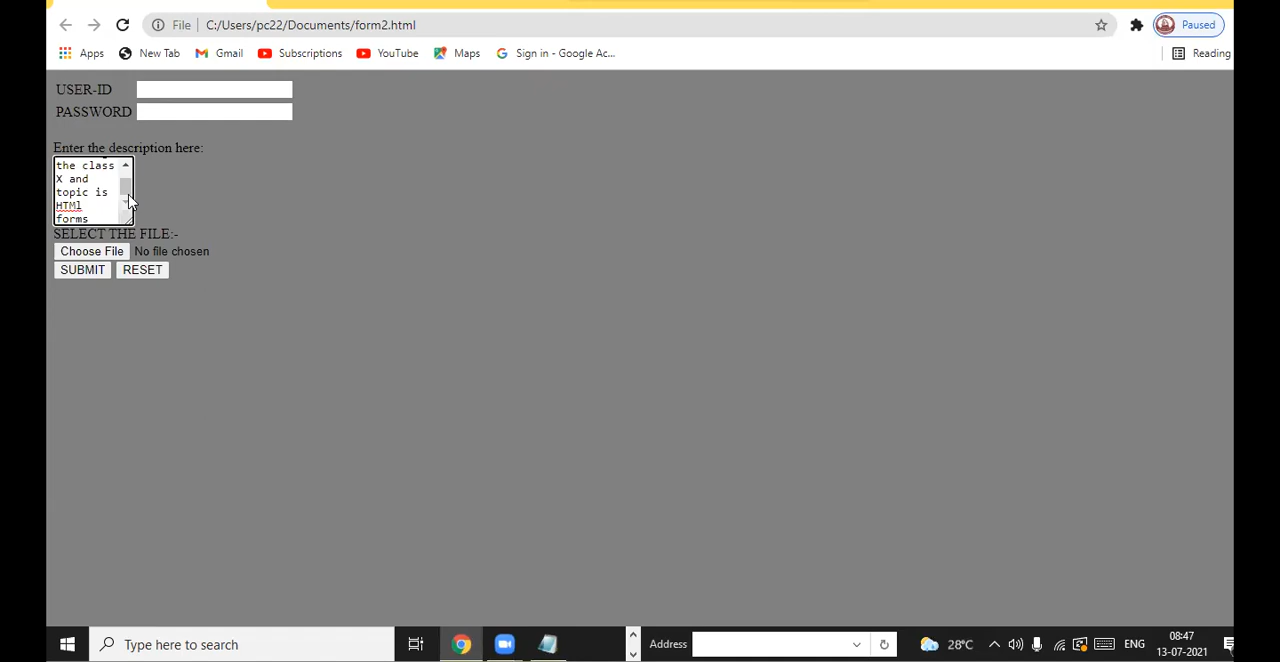 File C:/Users/pc22/Documents/form2.html Paused
Apps New Tab Gmail Subscriptions YouTube Maps Sign in - Google Ac... Reading
USER-ID
PASSWORD
Enter the description here:
the class
X and
topic is
HTMl
forms
SELECT THE FILE:-
Choose File No file chosen
SUBMIT RESET
Type here to search Address 28°C ENG 08:47
13-07-2021